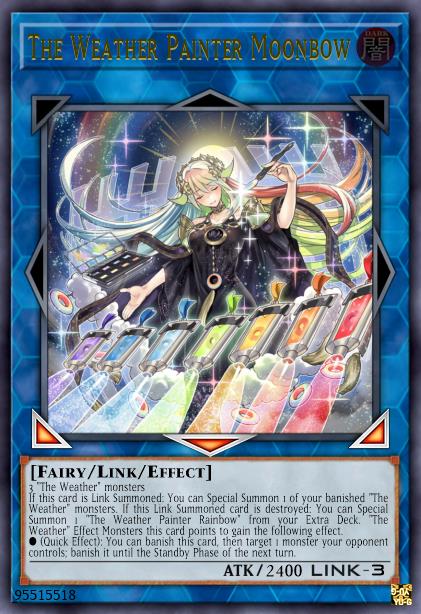 The Weather Painter Moonbow
DARK
闇
[Fairy/Link/Effect]
3 "The Weather" monsters
If this card is Link Summoned: You can Special Summon 1 of your banished "The
Weather" monsters. If this Link Summoned card is destroyed: You can Special
Summon 1 "The Weather Painter Rainbow" from your Extra Deck. "The
Weather" Effect Monsters this card points to gain the following effect.
● (Quick Effect): You can banish this card, then target 1 monster your opponent
controls; banish it until the Standby Phase of the next turn.
ATK/2400 LINK-3
95515518